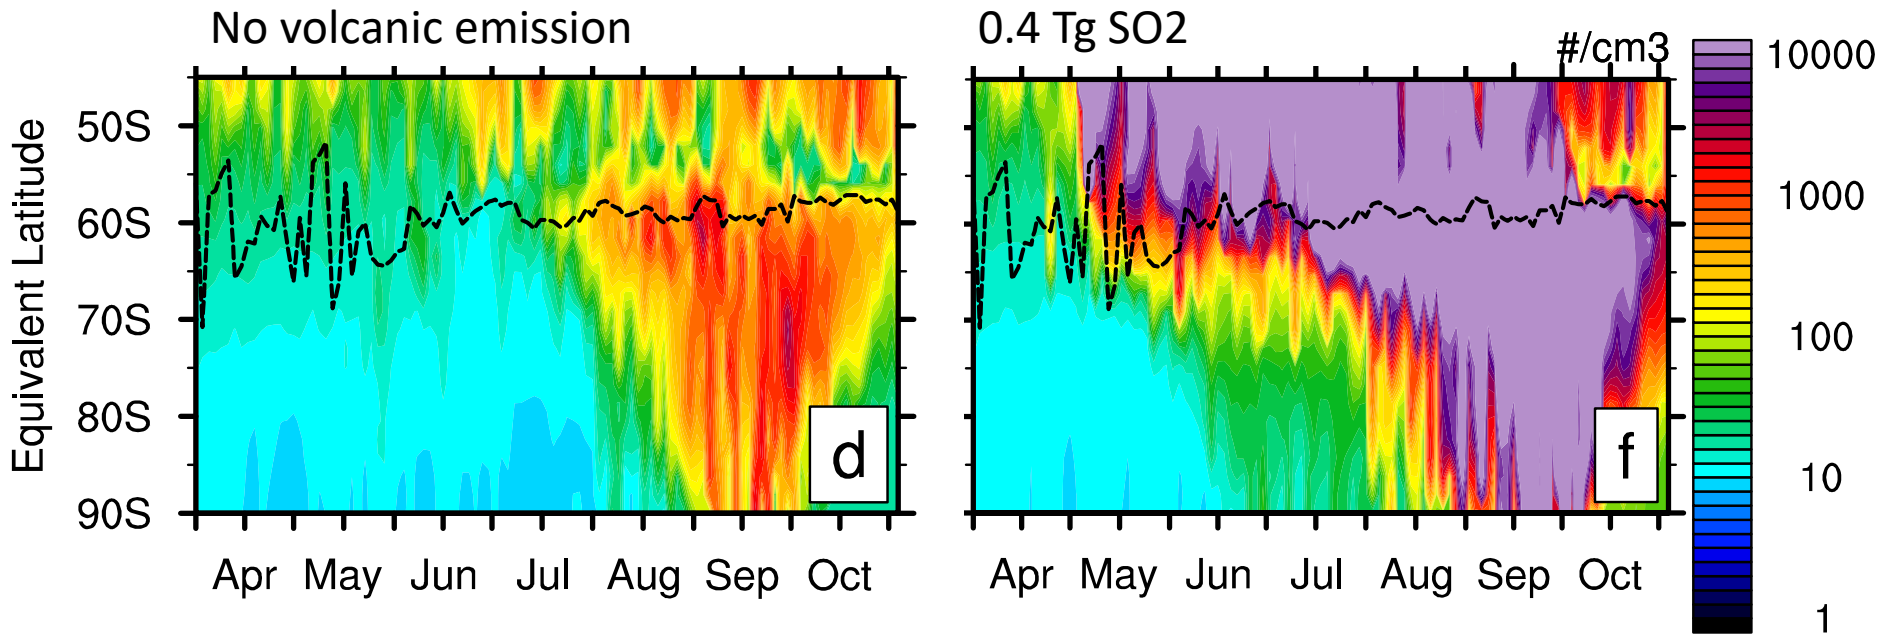 No volcanic emission
0.4 Tg SO2
#/cm3
Equivalent Latitude
50S
60S
70S
80S
90S
d
f
Apr May Jun Jul Aug Sep Oct
Apr May Jun Jul Aug Sep Oct
10000
1000
100
10
1